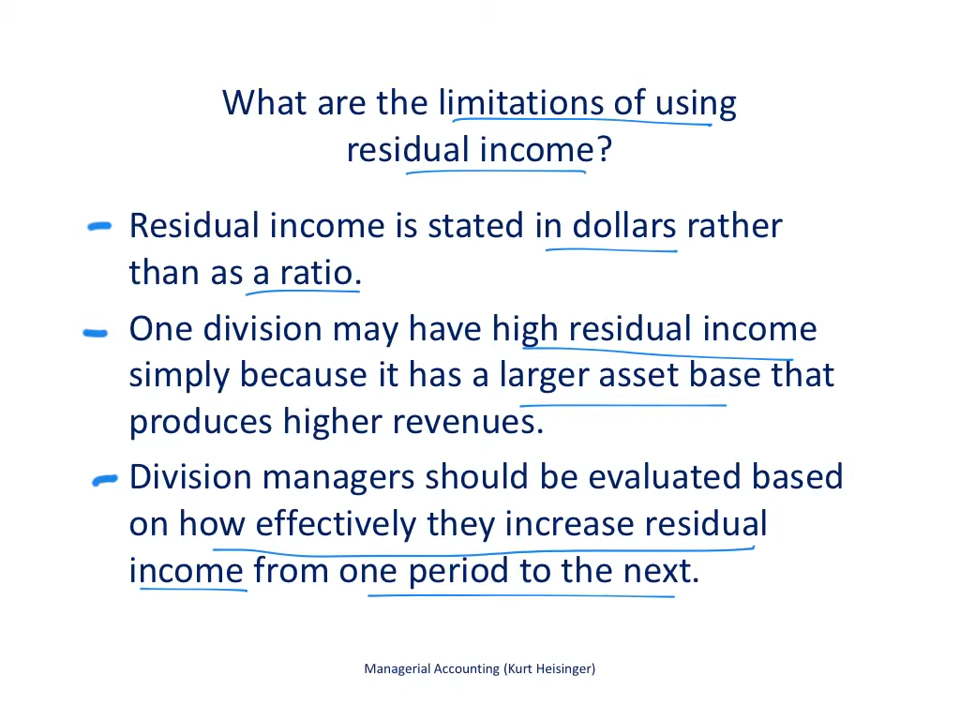 What are the limitations of using
residual income?
Residual income is stated in dollars rather
than as a ratio.
One division may have high residual income
simply because it has a larger asset base that
produces higher revenues.
Division managers should be evaluated based
on how effectively they increase residual
income from one period to the next.
Managerial Accounting (Kurt Heisinger)